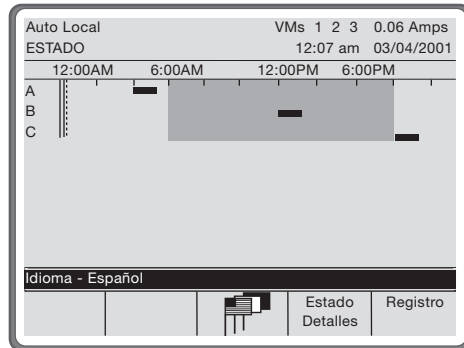 Auto Local VMs 1 2 3 0.06 Amps
ESTADO 12:07 am 03/04/2001
12:00AM 6:00AM 12:00PM 6:00PM
A
B
C
Idioma - Español
Estado Registro
Detalles